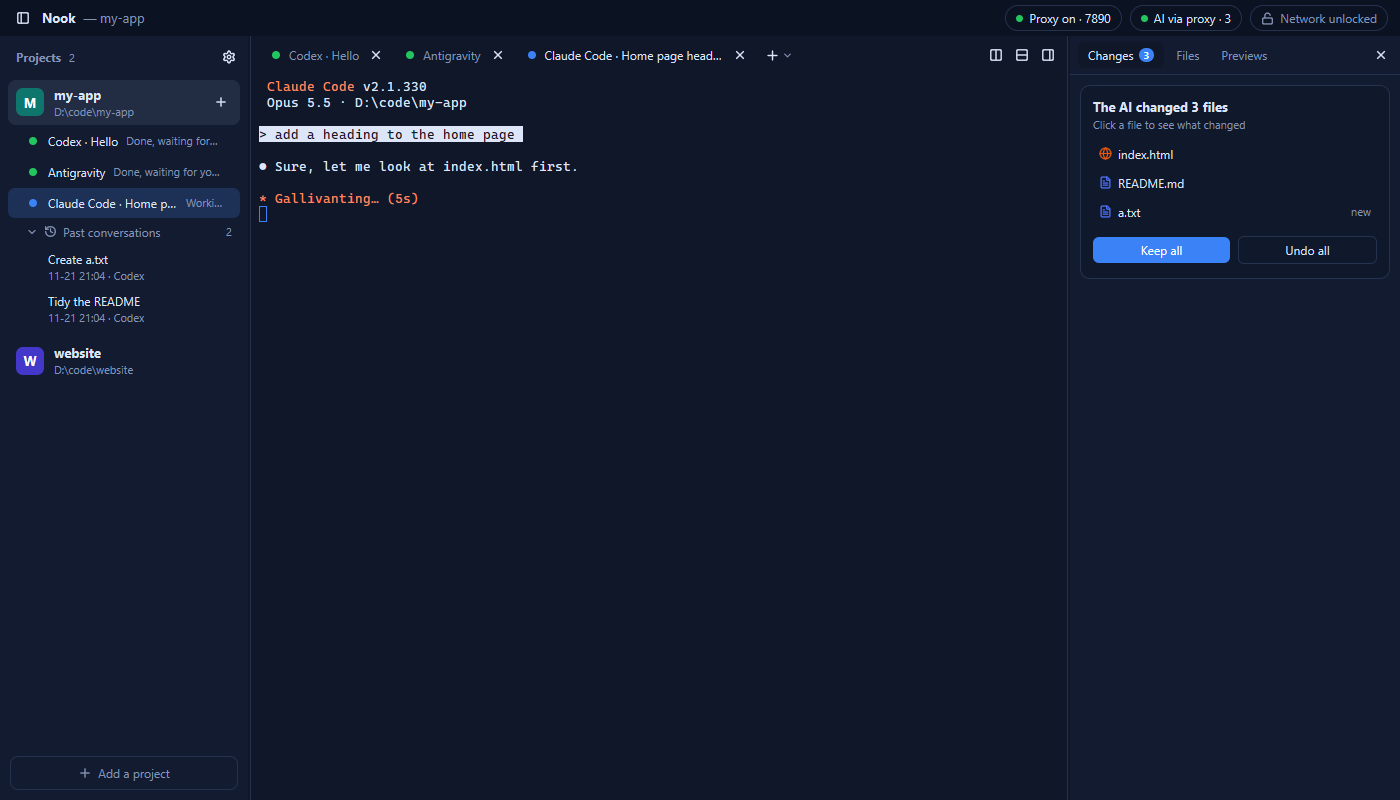 Nook — my-app
Proxy on · 7890
AI via proxy · 3
Network unlocked
Projects 2
M
my-app
D:\code\my-app
Codex · Hello Done, waiting for...
Antigravity Done, waiting for yo...
Claude Code · Home p... Worki...
Past conversations 2
Create a.txt
11-21 21:04 · Codex
Tidy the README
11-21 21:04 · Codex
W
website
D:\code\website
Add a project
Codex · Hello
Antigravity
Claude Code · Home page head...
Claude Code v2.1.330
Opus 5.5 · D:\code\my-app
> add a heading to the home page
● Sure, let me look at index.html first.
* Gallivanting… (5s)
Changes 3
Files
Previews
The AI changed 3 files
Click a file to see what changed
index.html
README.md
a.txt new
Keep all
Undo all